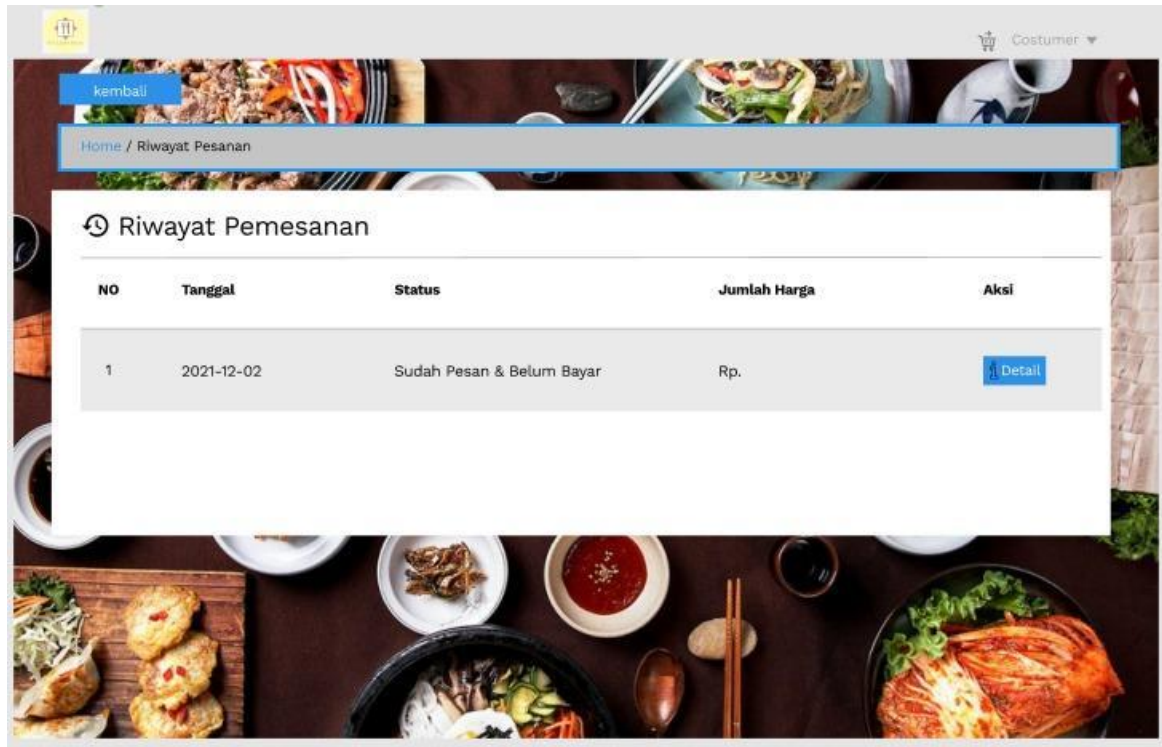 Costumer
kembali
Home / Riwayat Pesanan
Riwayat Pemesanan
NO Tanggal Status Jumlah Harga Aksi
1 2021-12-02 Sudah Pesan & Belum Bayar Rp. Detail